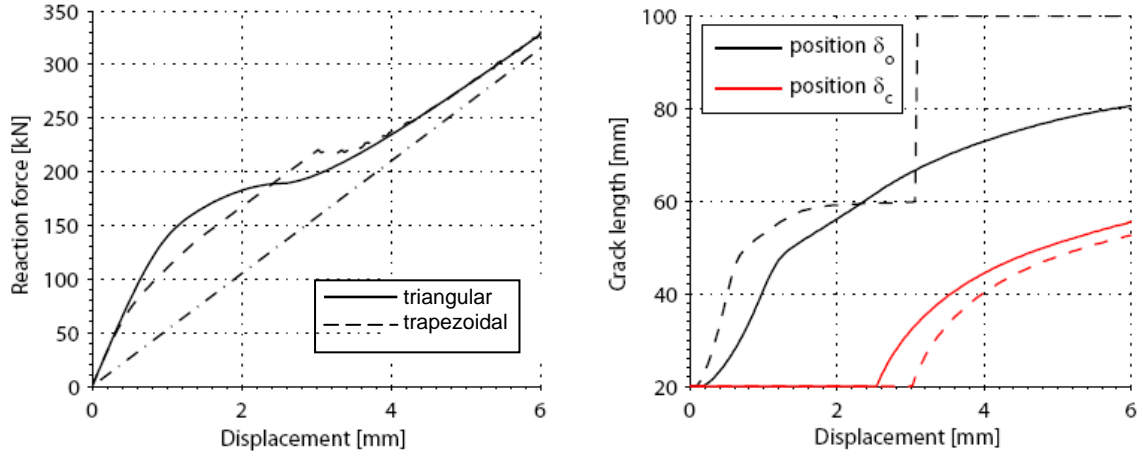 350
300
250
200
150
100
50
0
Reaction force [kN]
triangular
trapezoidal
0 2 4 6
Displacement [mm]
100
80
60
40
20
Crack length [mm]
position δo
position δc
0 2 4 6
Displacement [mm]